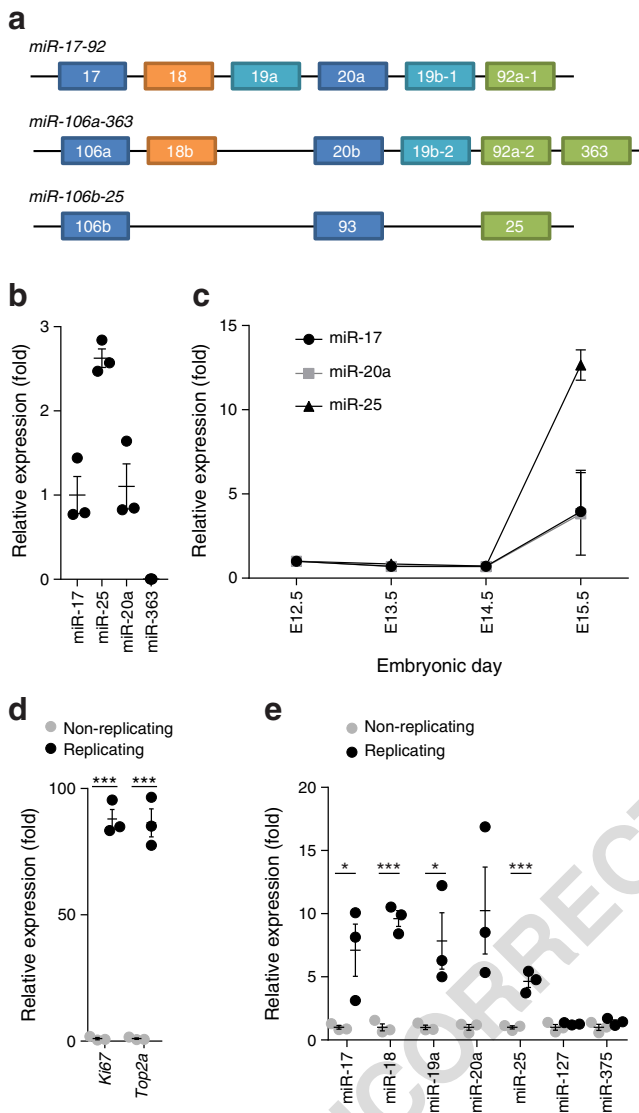 a
miR-17-92
17 18 19a 20a 19b-1 92a-1
miR-106a-363
106a 18b 20b 19b-2 92a-2 363
miR-106b-25
106b 93 25
b
Relative expression (fold)
3
2
1
0
miR-17
miR-25
miR-20a
miR-363
c
Relative expression (fold)
15
10
5
0
miR-17
miR-20a
miR-25
E12.5
E13.5
E14.5
E15.5
Embryonic day
d
Non-replicating
Replicating
Relative expression (fold)
100
50
0
*** ***
Ki67
Top2a
e
Non-replicating
Replicating
Relative expression (fold)
20
15
10
5
0
* *** * ***
miR-17
miR-18
miR-19a
miR-20a
miR-25
miR-127
miR-375
NCORRECT